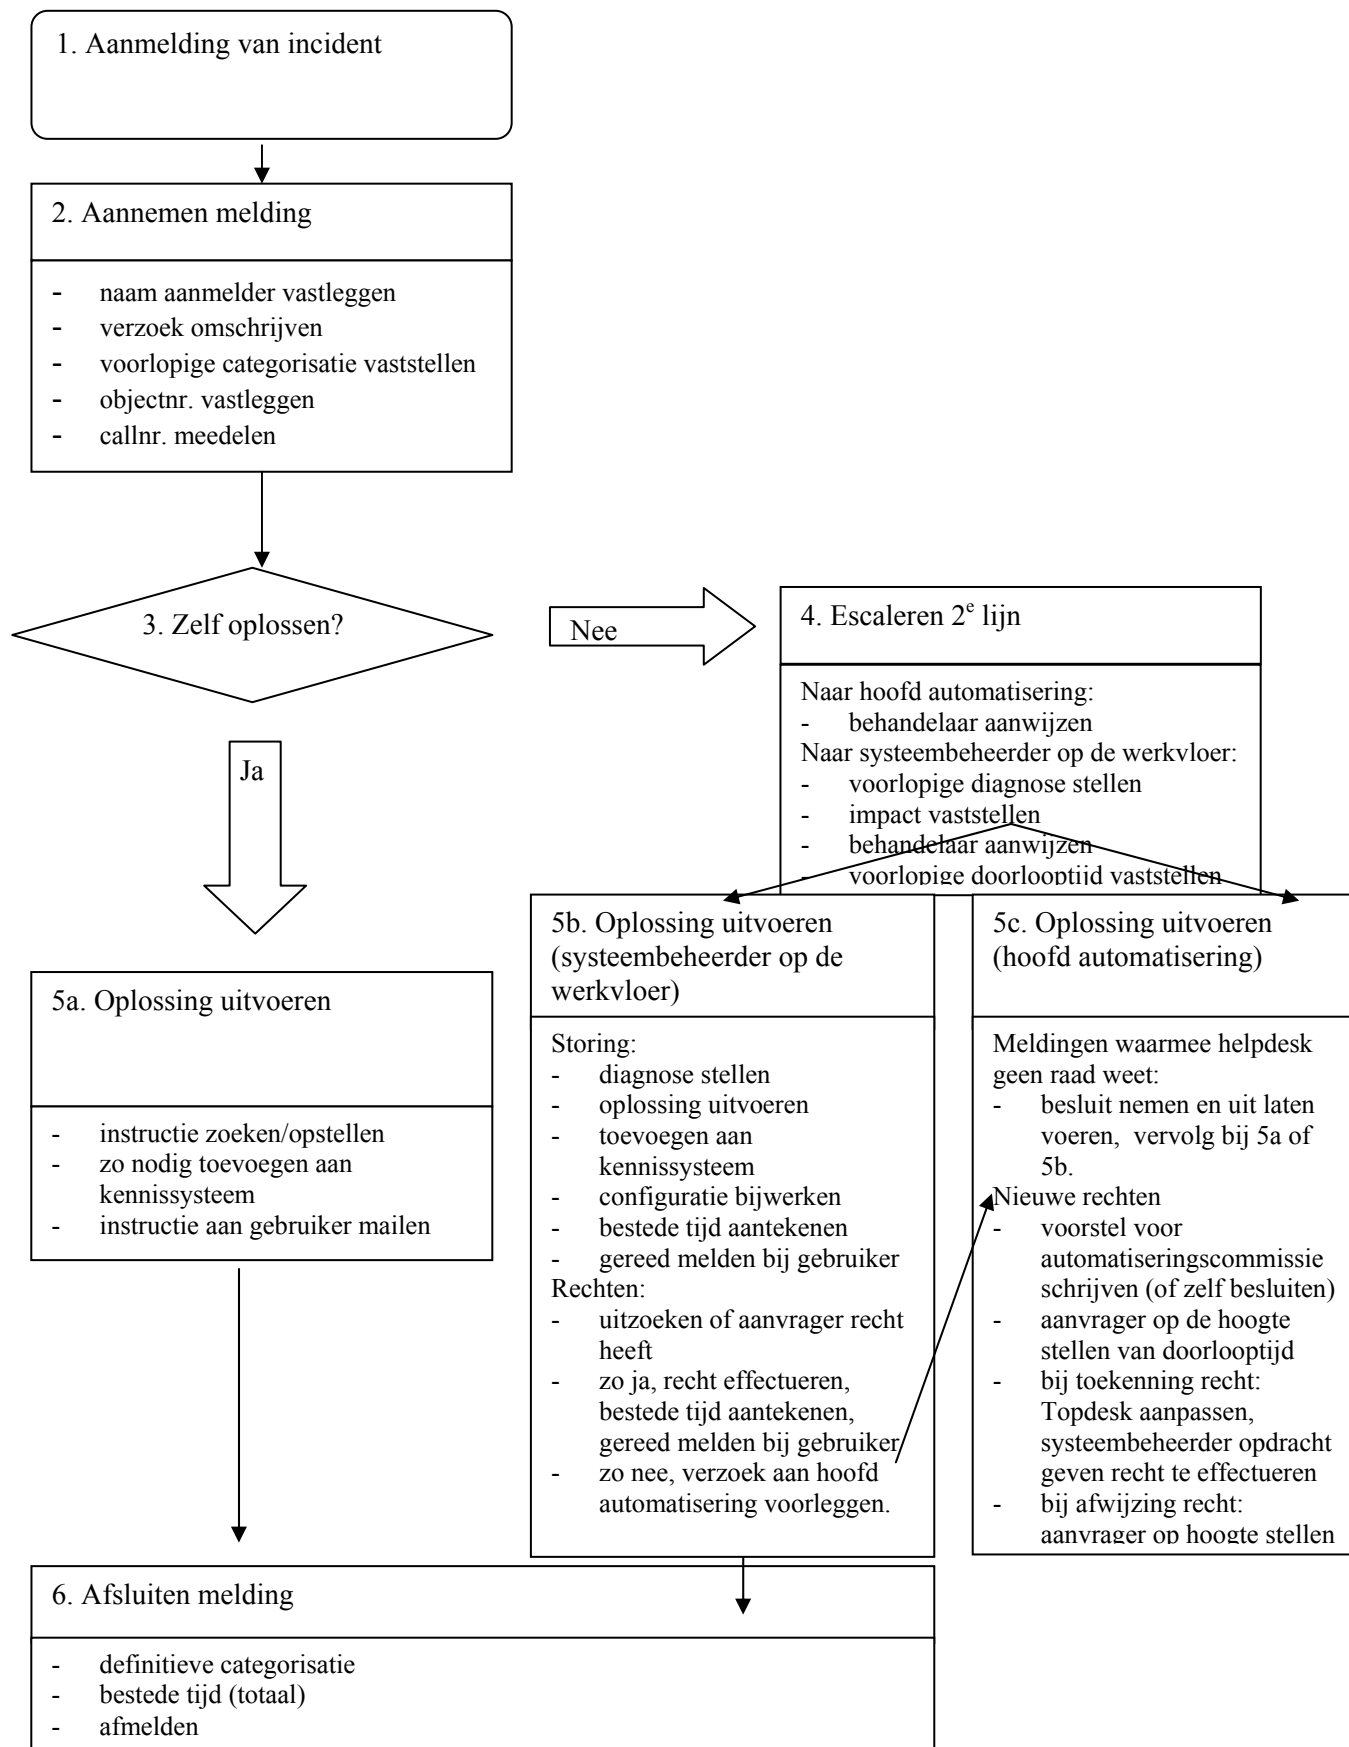 1. Aanmelding van incident
2. Aannemen melding
- naam aanmelder vastleggen
- verzoek omschrijven
- voorlopige categorisatie vaststellen
- objectnr. vastleggen
- callnr. meedelen
3. Zelf oplossen?
Nee
Ja
4. Escaleren 2e lijn
Naar hoofd automatisering:
- behandelaar aanwijzen
Naar systeembeheerder op de werkvloer:
- voorlopige diagnose stellen
- impact vaststellen
- behandelaar aanwijzen
- voorlopige doorlooptijd vaststellen
5a. Oplossing uitvoeren
- instructie zoeken/opstellen
- zo nodig toevoegen aan
kennissysteem
- instructie aan gebruiker mailen
5b. Oplossing uitvoeren
(systeembeheerder op de
werkvloer)
Storing:
- diagnose stellen
- oplossing uitvoeren
- toevoegen aan
kennissysteem
- configuratie bijwerken
- bestede tijd aantekenen
- gereed melden bij gebruiker
Rechten:
- uitzoeken of aanvrager recht
heeft
- zo ja, recht effectueren,
bestede tijd aantekenen,
gereed melden bij gebruiker
- zo nee, verzoek aan hoofd
automatisering voorleggen.
5c. Oplossing uitvoeren
(hoofd automatisering)
Meldingen waarmee helpdesk
geen raad weet:
- besluit nemen en uit laten
voeren, vervolg bij 5a of
5b.
Nieuwe rechten
- voorstel voor
automatiseringscommissie
schrijven (of zelf besluiten)
- aanvrager op de hoogte
stellen van doorlooptijd
- bij toekenning recht:
Topdesk aanpassen,
systeembeheerder opdracht
geven recht te effectueren
- bij afwijzing recht:
aanvrager op hoogte stellen
6. Afsluiten melding
- definitieve categorisatie
- bestede tijd (totaal)
- afmelden